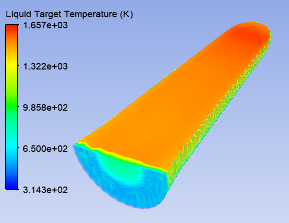 Liquid Target Temperature (K)
1.657e+03
1.322e+03
9.858e+02
6.500e+02
3.143e+02